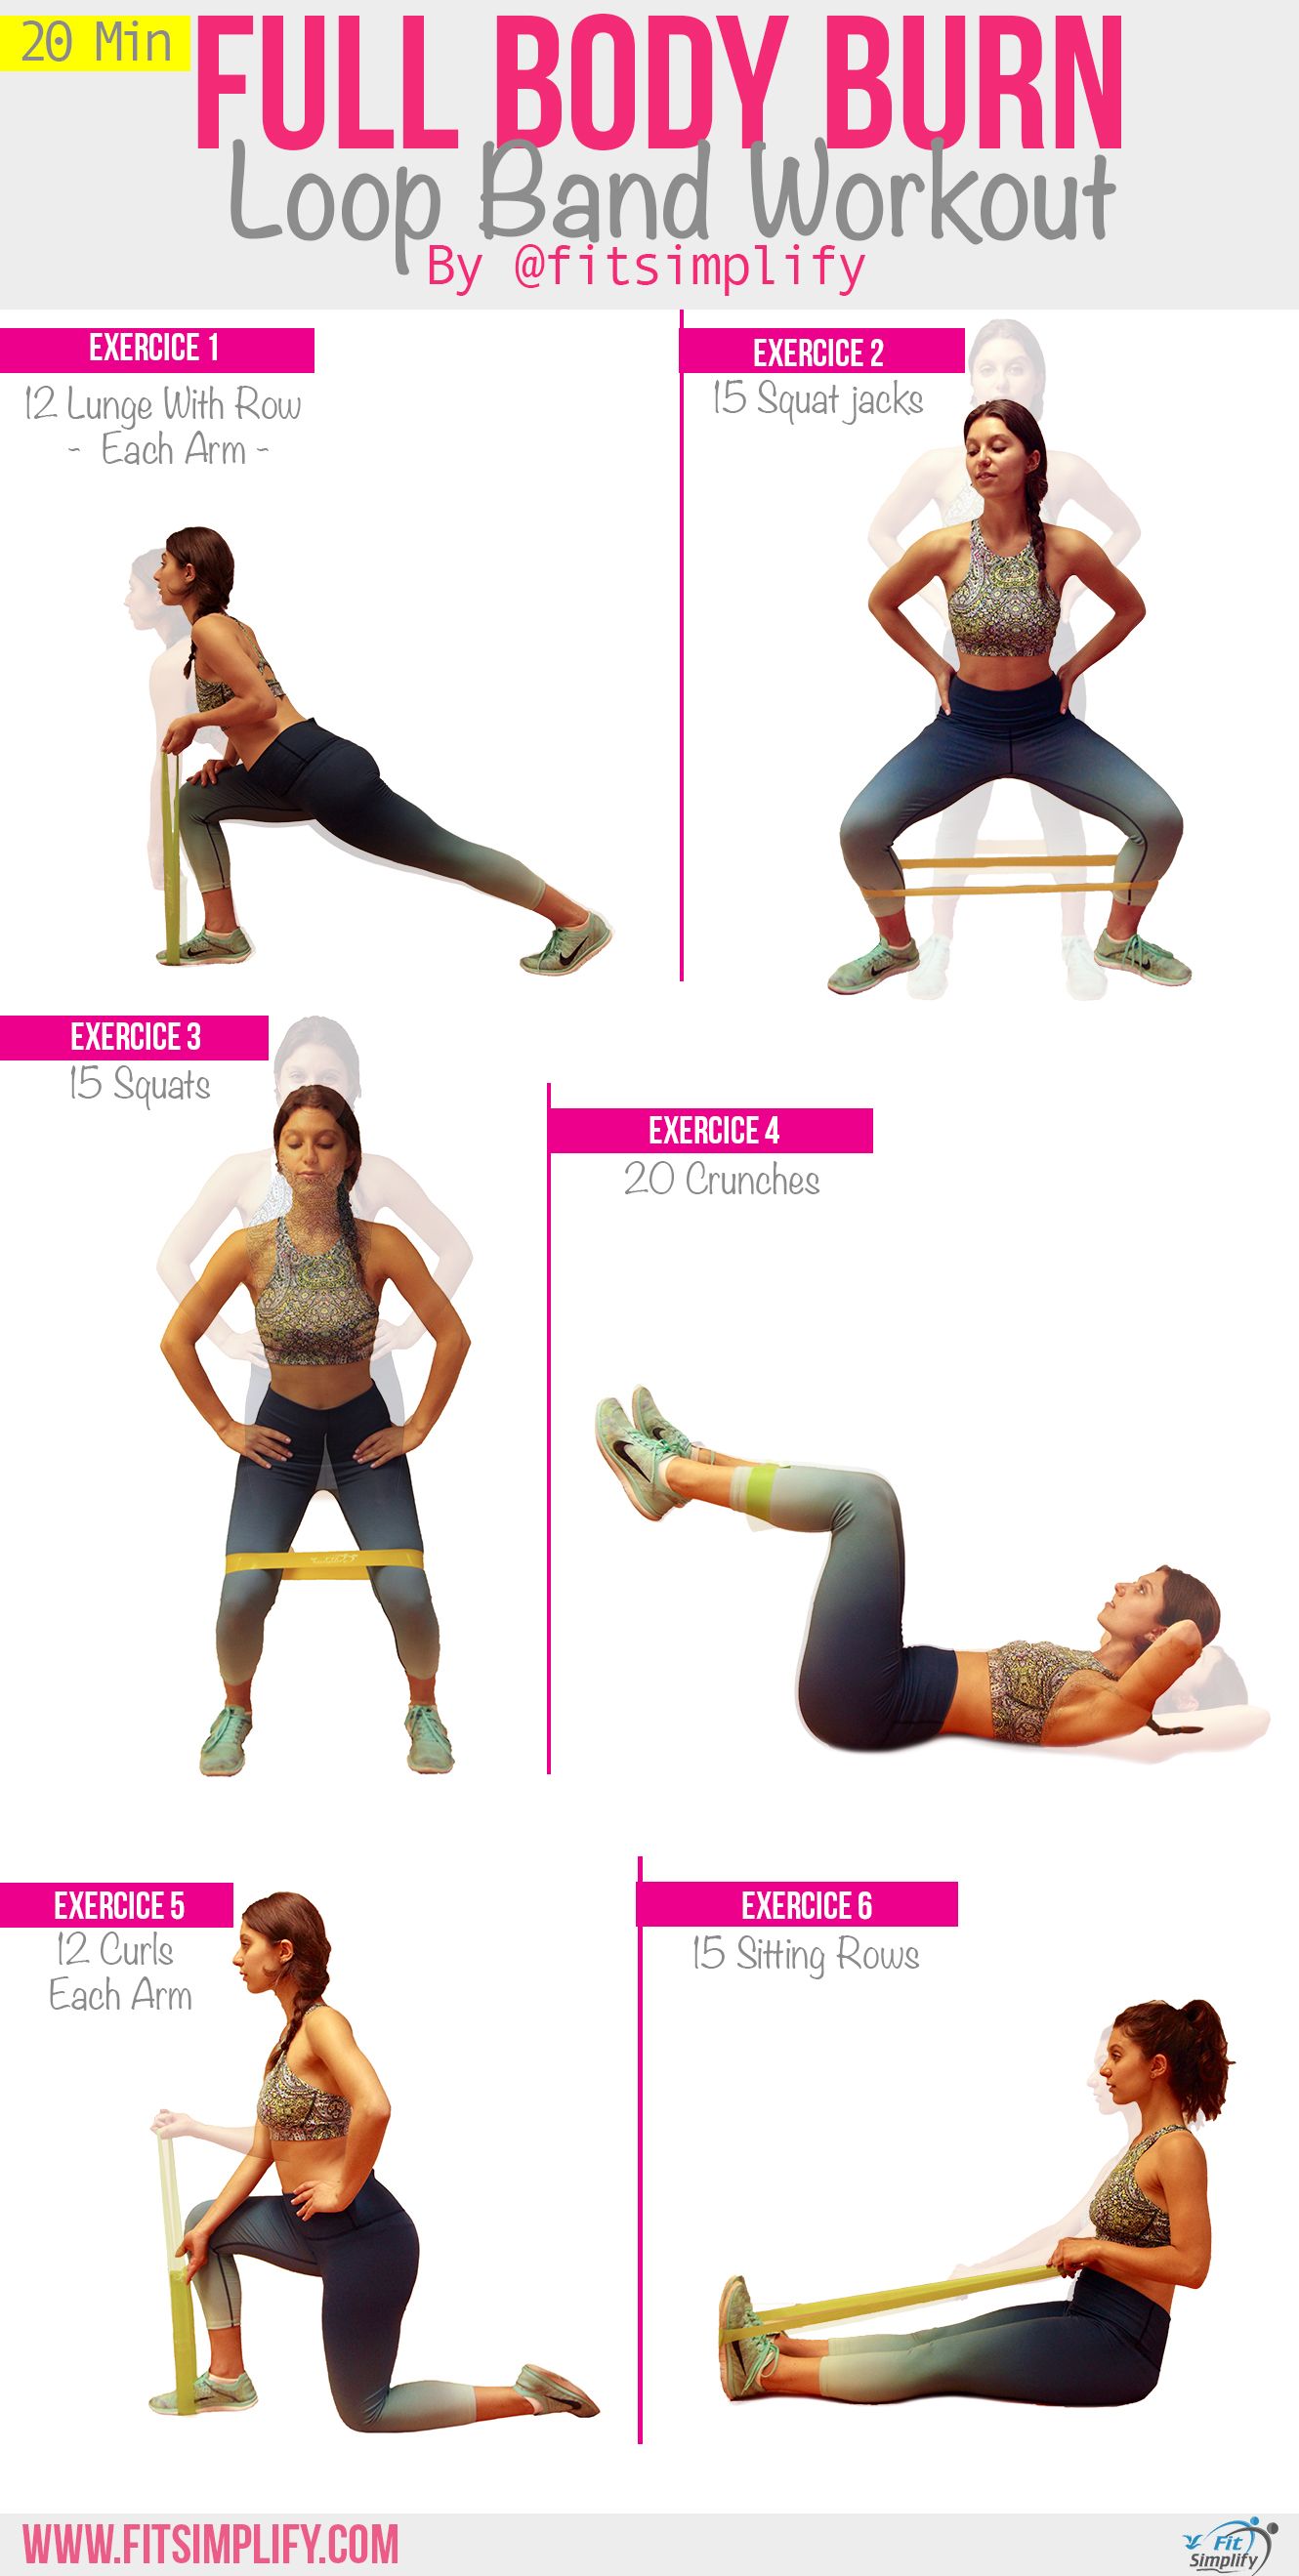 20 Min
FULL BODY BURN
Loop Band Workout
By @fitsimplify
EXERCICE 1
12 Lunge With Row
- Each Arm -
EXERCICE 2
15 Squat jacks
EXERCICE 3
15 Squats
EXERCICE 4
20 Crunches
EXERCICE 5
12 Curls
Each Arm
EXERCICE 6
15 Sitting Rows
WWW.FITSIMPLIFY.COM
Fit
Simplify